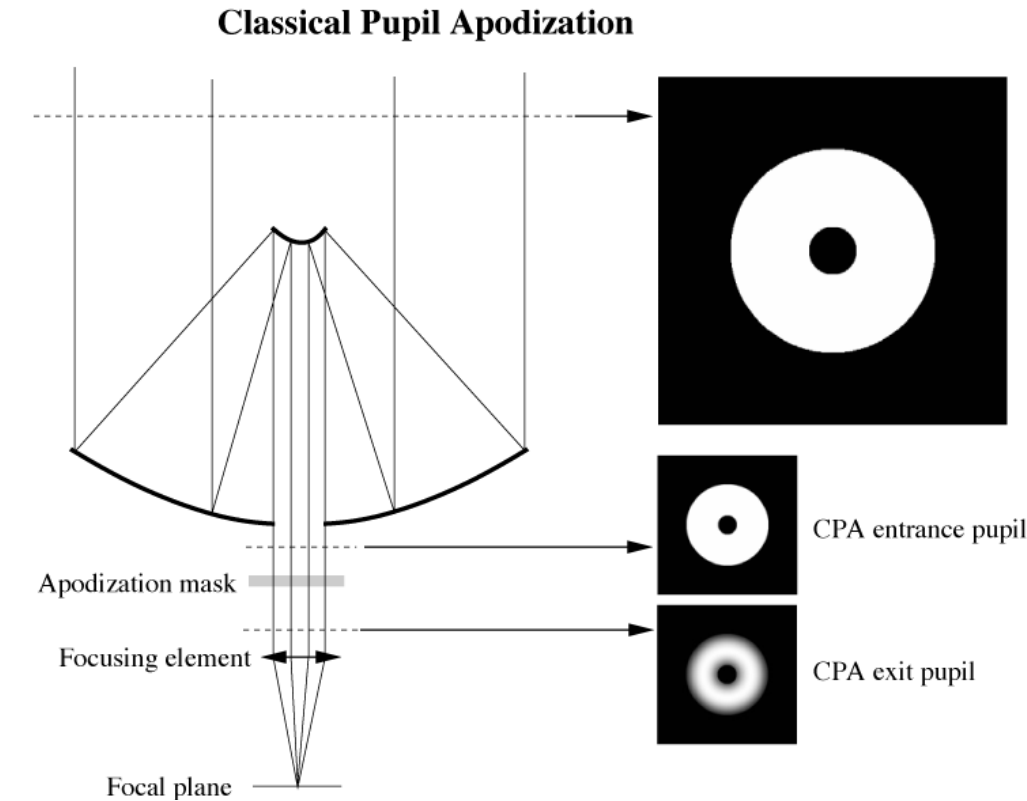 Classical Pupil Apodization
CPA entrance pupil
Apodization mask
Focusing element
CPA exit pupil
Focal plane